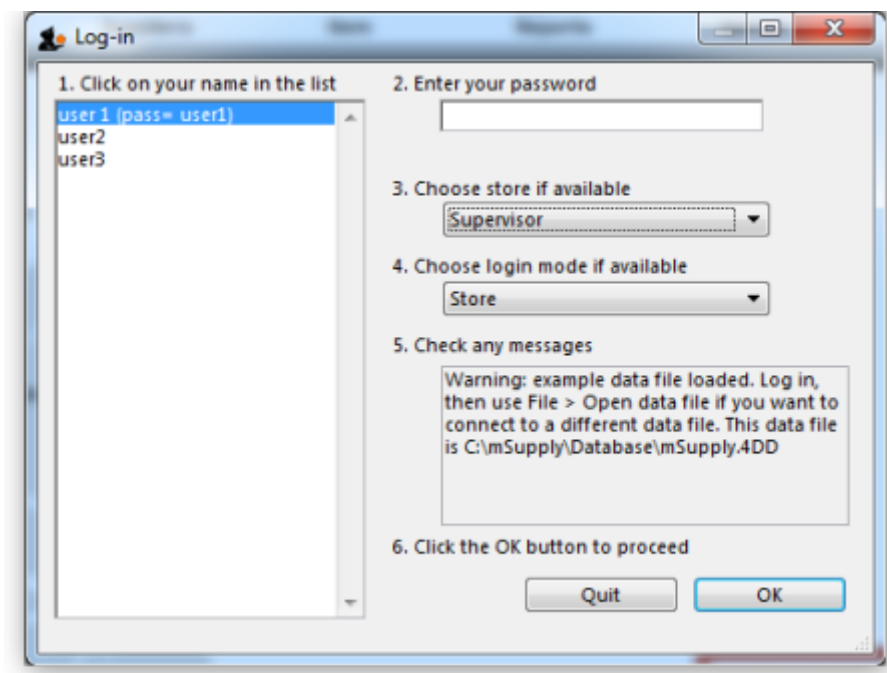 Log-in
1. Click on your name in the list
user 1 (pass= user1)
user2
user3
2. Enter your password
3. Choose store if available
Supervisor
4. Choose login mode if available
Store
5. Check any messages
Warning: example data file loaded. Log in,
then use File > Open data file if you want to
connect to a different data file. This data file
is C:\mSupply\Database\mSupply.4DD
6. Click the OK button to proceed
Quit
OK